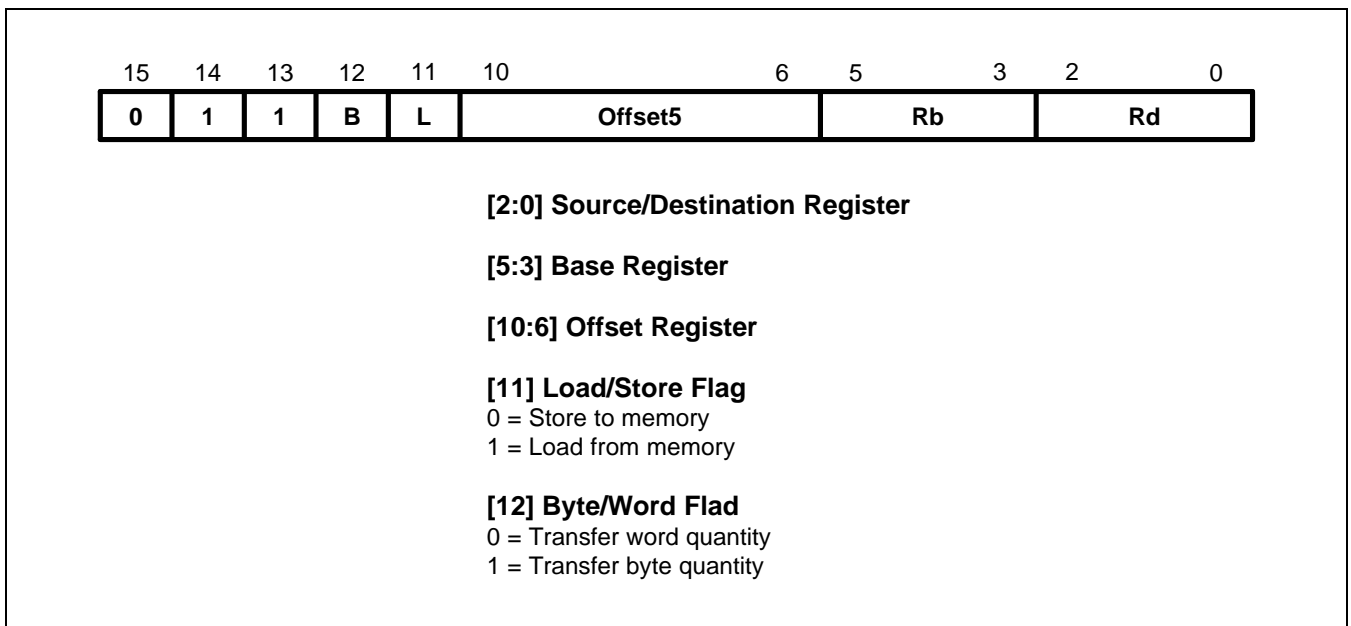 15 14 13 12 11 10 6 5 3 2 0
0 1 1 B L Offset5 Rb Rd
[2:0] Source/Destination Register
[5:3] Base Register
[10:6] Offset Register
[11] Load/Store Flag
0 = Store to memory
1 = Load from memory
[12] Byte/Word Flad
0 = Transfer word quantity
1 = Transfer byte quantity